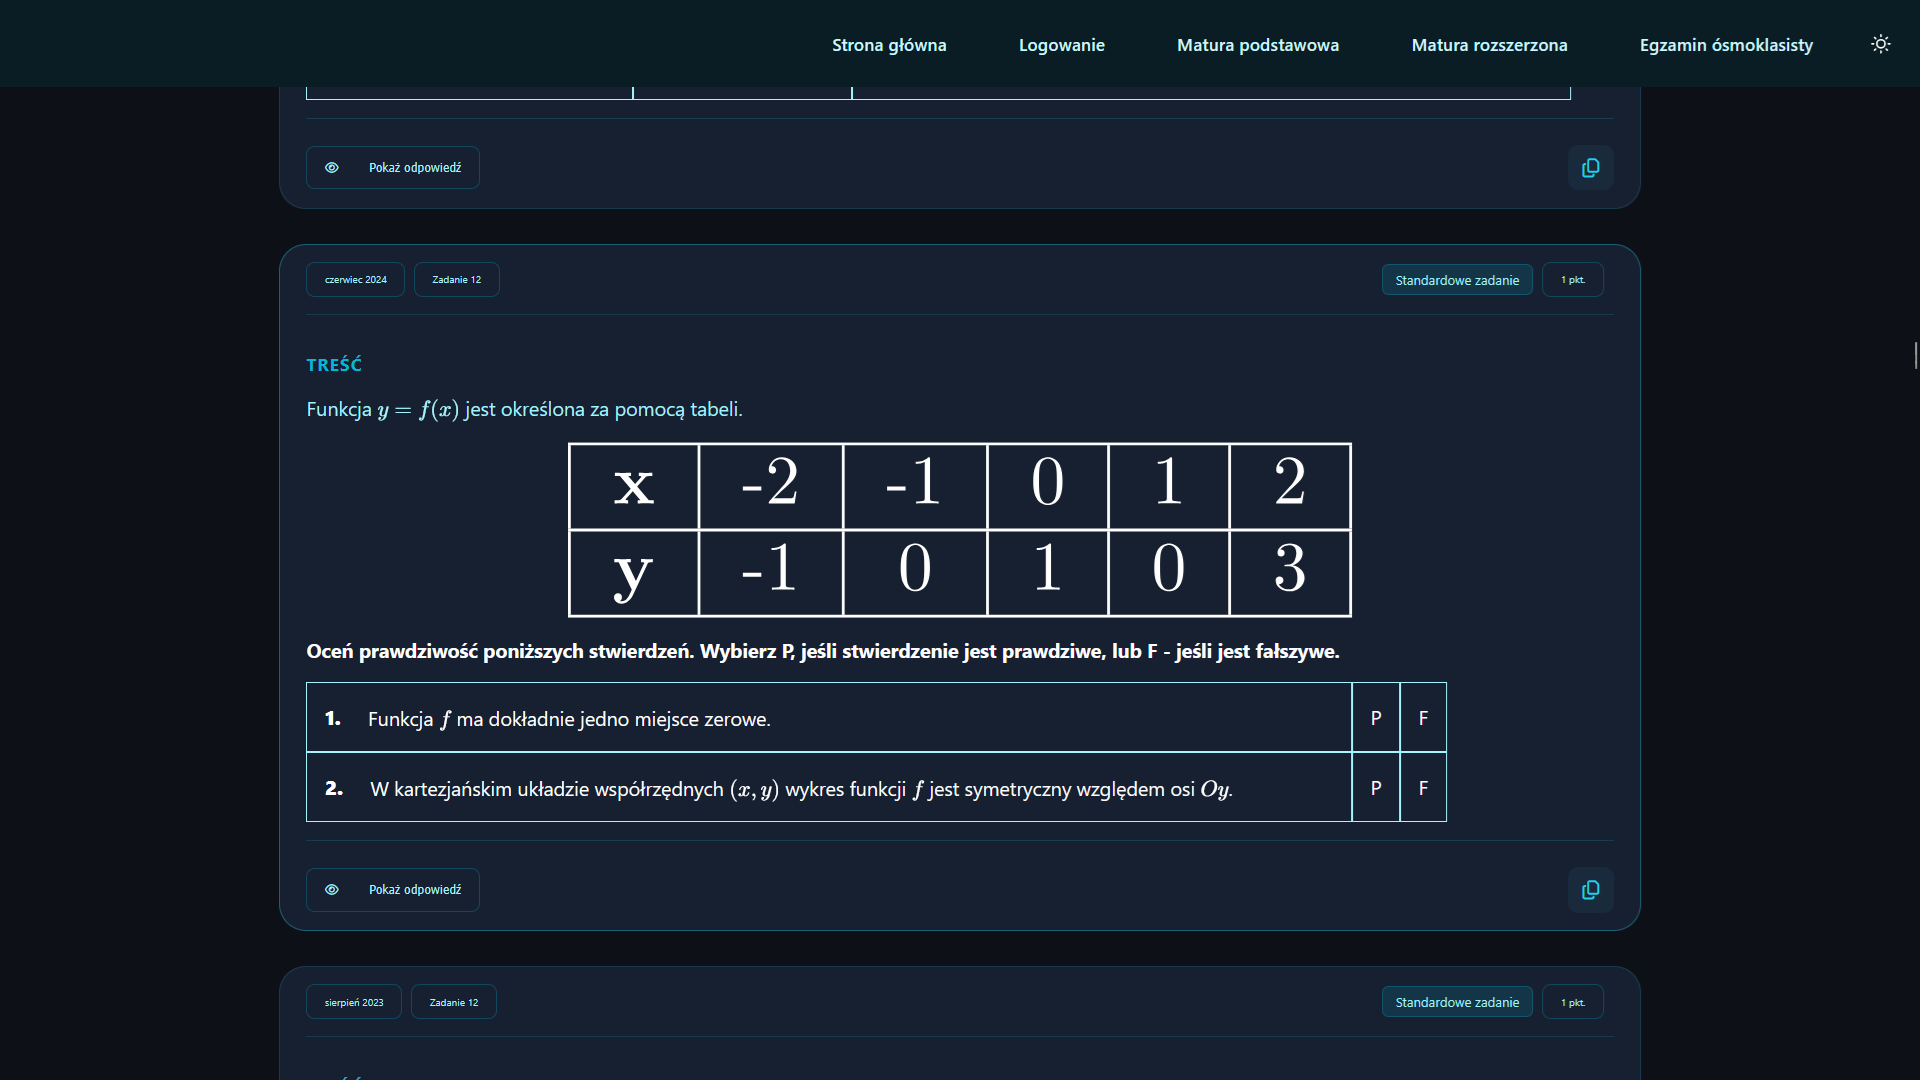 Strona główna Logowanie Matura podstawowa Matura rozszerzona Egzamin ósmoklasisty
Pokaż odpowiedź
czerwiec 2024 Zadanie 12 Standardowe zadanie 1 pkt.
TREŚĆ
Funkcja y = f(x) jest określona za pomocą tabeli.
x -2 -1 0 1 2
y -1 0 1 0 3
Oceń prawdziwość poniższych stwierdzeń. Wybierz P, jeśli stwierdzenie jest prawdziwe, lub F - jeśli jest fałszywe.
1. Funkcja f ma dokładnie jedno miejsce zerowe. P F
2. W kartezjańskim układzie współrzędnych (x, y) wykres funkcji f jest symetryczny względem osi Oy. P F
Pokaż odpowiedź
sierpień 2023 Zadanie 12 Standardowe zadanie 1 pkt.